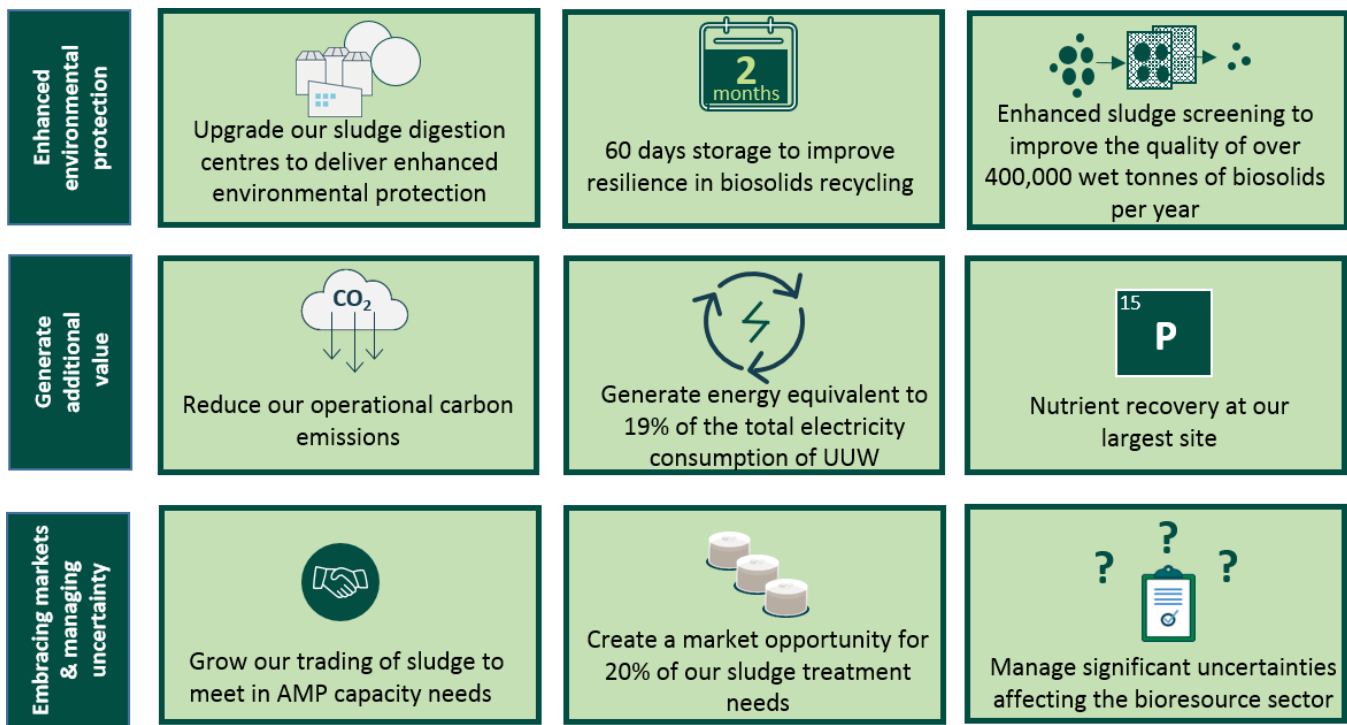 Enhanced
environmental
protection
Upgrade our sludge digestion
centres to deliver enhanced
environmental protection
2
months
60 days storage to improve
resilience in biosolids recycling
Enhanced sludge screening to
improve the quality of over
400,000 wet tonnes of biosolids
per year
Generate
additional
value
CO₂
Reduce our operational carbon
emissions
Generate energy equivalent to
19% of the total electricity
consumption of UUW
15
P
Nutrient recovery at our
largest site
Embracing markets
& managing
uncertainty
Grow our trading of sludge to
meet in AMP capacity needs
Create a market opportunity for
20% of our sludge treatment
needs
? ? ?
Manage significant uncertainties
affecting the bioresource sector